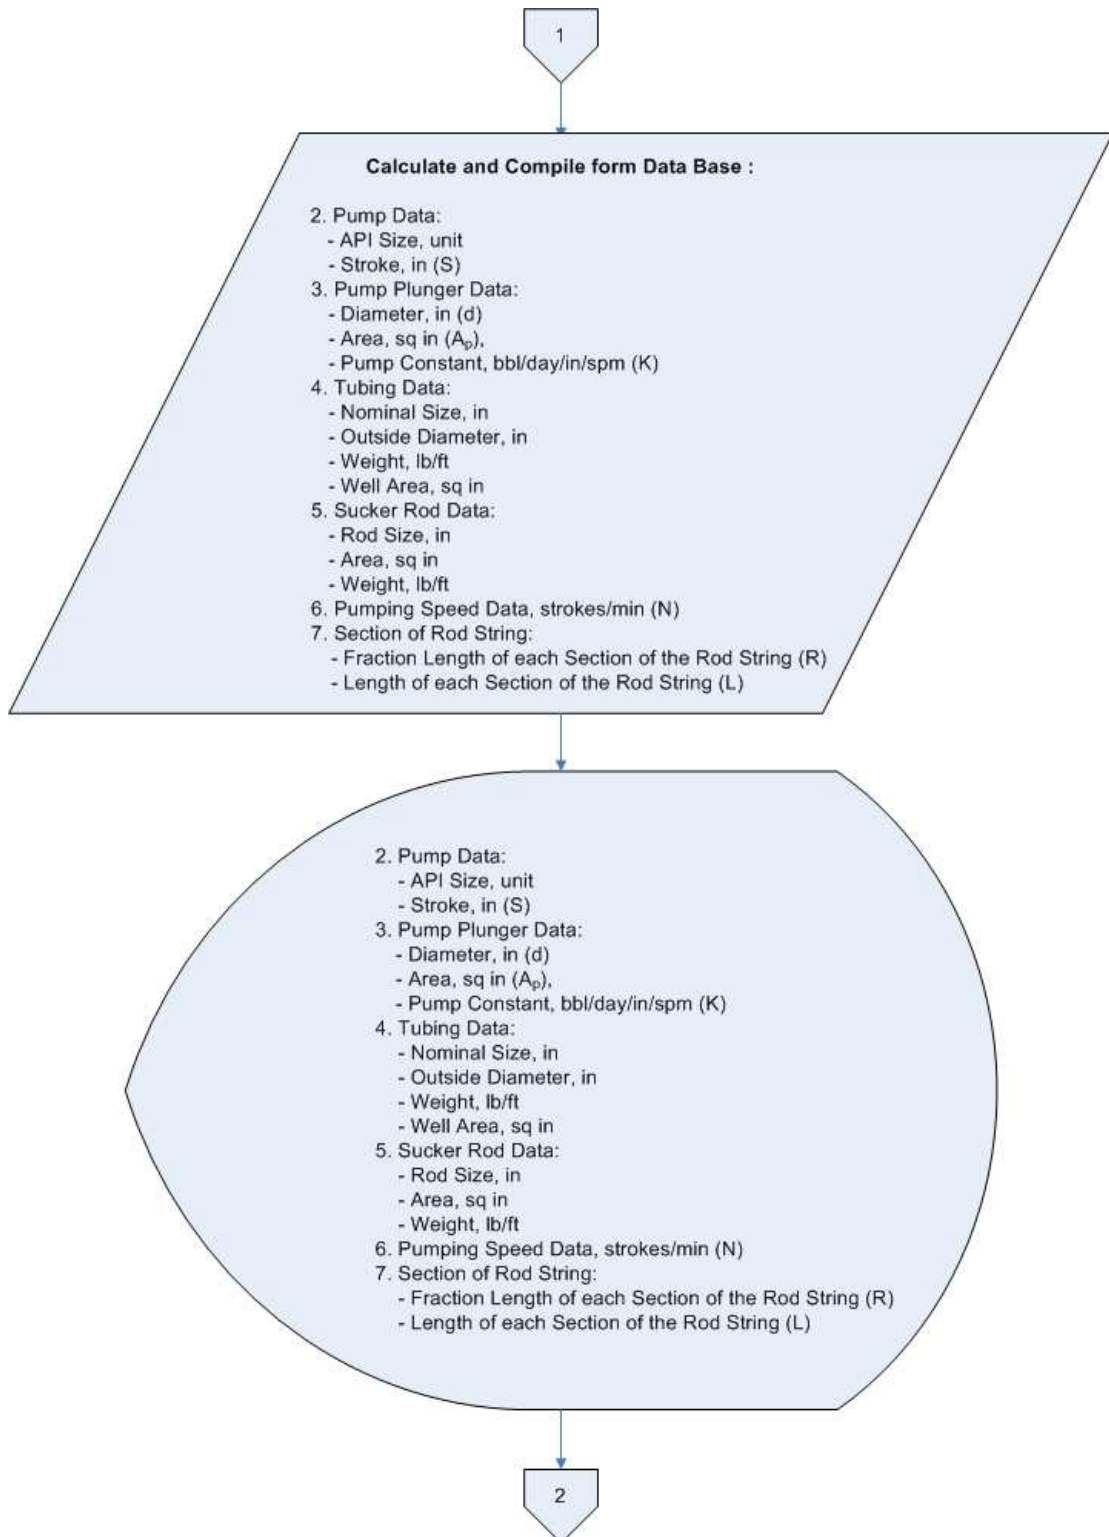 1
Calculate and Compile form Data Base :
2. Pump Data:
- API Size, unit
- Stroke, in (S)
3. Pump Plunger Data:
- Diameter, in (d)
- Area, sq in (Aₚ),
- Pump Constant, bbl/day/in/spm (K)
4. Tubing Data:
- Nominal Size, in
- Outside Diameter, in
- Weight, lb/ft
- Well Area, sq in
5. Sucker Rod Data:
- Rod Size, in
- Area, sq in
- Weight, lb/ft
6. Pumping Speed Data, strokes/min (N)
7. Section of Rod String:
- Fraction Length of each Section of the Rod String (R)
- Length of each Section of the Rod String (L)
2. Pump Data:
- API Size, unit
- Stroke, in (S)
3. Pump Plunger Data:
- Diameter, in (d)
- Area, sq in (Aₚ),
- Pump Constant, bbl/day/in/spm (K)
4. Tubing Data:
- Nominal Size, in
- Outside Diameter, in
- Weight, lb/ft
- Well Area, sq in
5. Sucker Rod Data:
- Rod Size, in
- Area, sq in
- Weight, lb/ft
6. Pumping Speed Data, strokes/min (N)
7. Section of Rod String:
- Fraction Length of each Section of the Rod String (R)
- Length of each Section of the Rod String (L)
2